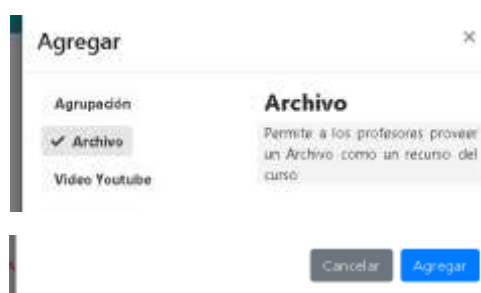 Agregar
×
Agrupación
✔ Archivo
Video Youtube
Archivo
Permite a los profesores proveer
un Archivo como un recurso del
curso
Cancelar
Agregar